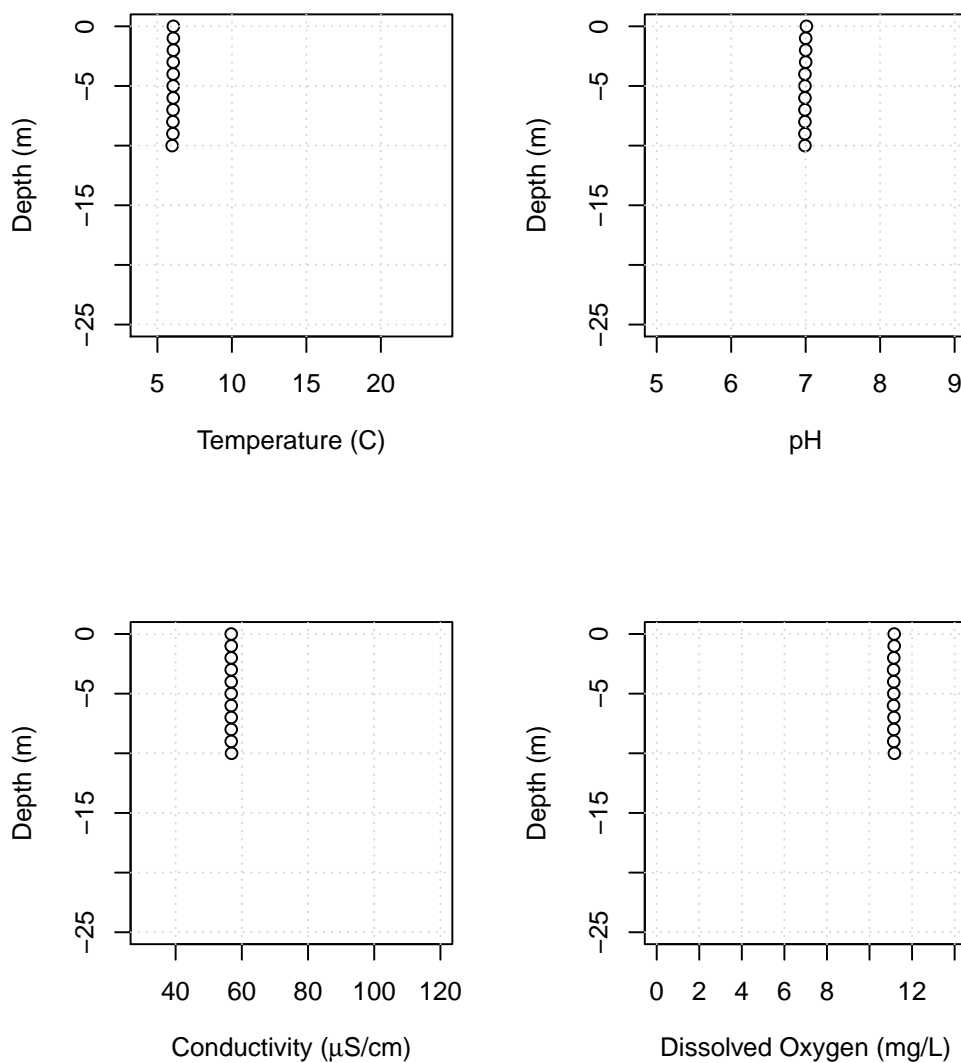 0
−5
−15
−25
Depth (m)
5 10 15 20
Temperature (C)
0
−5
−15
−25
Depth (m)
5 6 7 8 9
pH
0
−5
−15
−25
Depth (m)
40 60 80 100 120
Conductivity (μS/cm)
0
−5
−15
−25
Depth (m)
0 2 4 6 8 12
Dissolved Oxygen (mg/L)